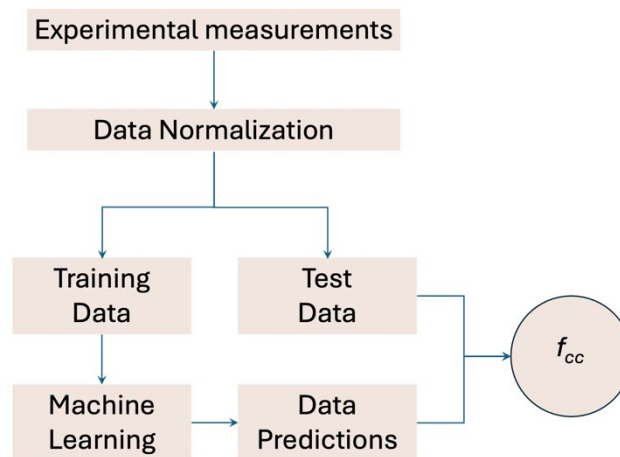 Experimental measurements
Data Normalization
Training
Data
Test
Data
f_cc
Machine
Learning
Data
Predictions